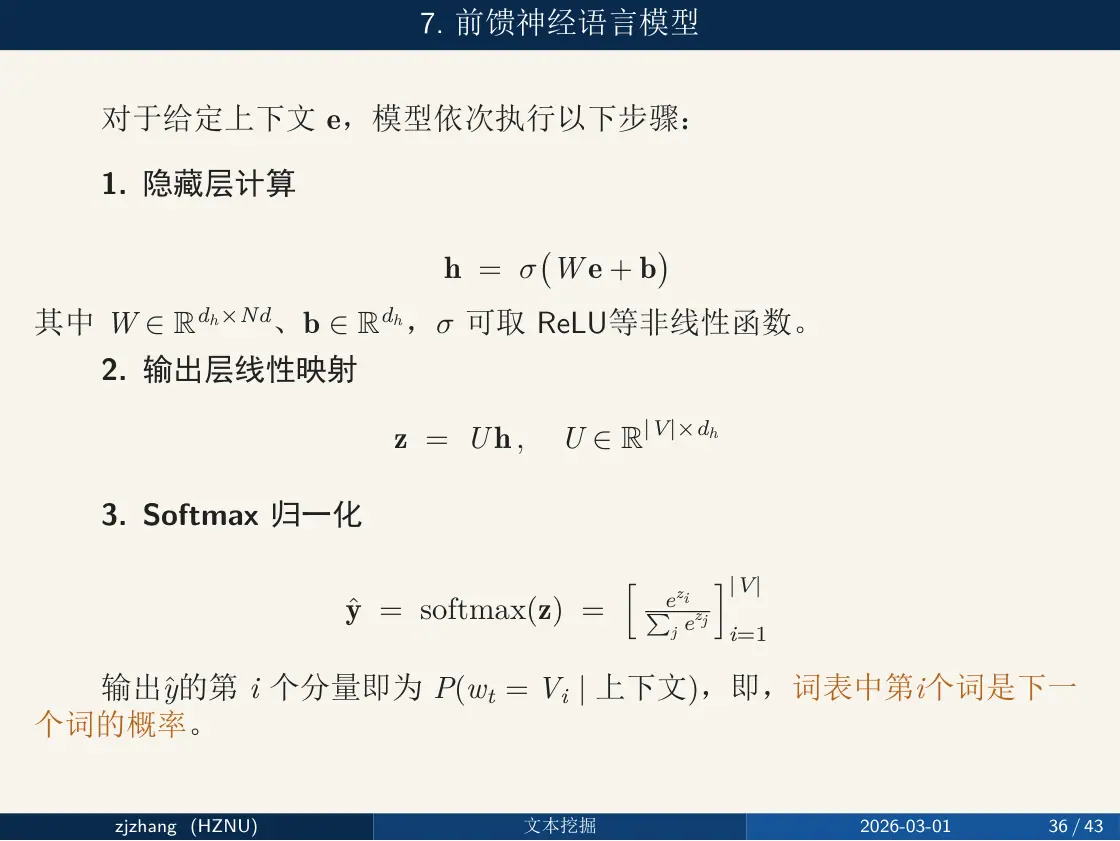 7. 前馈神经语言模型
对于给定上下文 e，模型依次执行以下步骤：
1. 隐藏层计算
h = σ(We + b)
其中 W ∈ ℝ^{d_h×Nd}、b ∈ ℝ^{d_h}，σ 可取 ReLU等非线性函数。
2. 输出层线性映射
z = Uh, U ∈ ℝ^{|V|×d_h}
3. Softmax 归一化
ŷ = softmax(z) = [e^{z_i} / ∑_j e^{z_j}]_{i=1}^{|V|}
输出ŷ的第 i 个分量即为 P(w_t = V_i | 上下文)，即，词表中第i个词是下一
个词的概率。
zjzhang (HZNU) 文本挖掘 2026-03-01 36 / 43